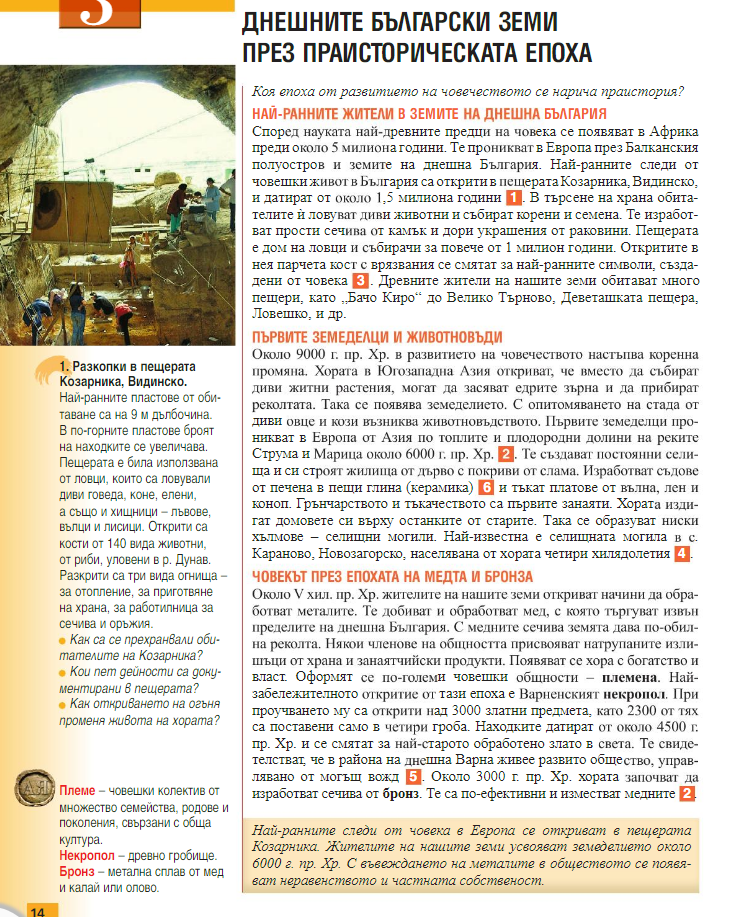 3
ДНЕШНИТЕ БЪЛГАРСКИ ЗЕМИ
ПРЕЗ ПРАИСТОРИЧЕСКАТА ЕПОХА
Коя епоха от развитието на човечеството се нарича праистория?
НАЙ-РАННИТЕ ЖИТЕЛИ В ЗЕМИТЕ НА ДНЕШНА БЪЛГАРИЯ
Според науката най-древните предци на човека се появяват в Африка
преди около 5 милиона години. Те проникват в Европа през Балканския
полуостров и земите на днешна България. Най-ранните следи от
човешки живот в България са открити в пещерата Козарника, Видинско,
и датират от около 1,5 милиона години 1. В търсене на храна обита-
телите ѝ ловуват диви животни и събират корени и семена. Те изработ-
ват прости сечива от камък и дори украшения от раковини. Пещерата
е дом на ловци и събирачи за повече от 1 милион години. Откритите в
нея парчета кост с врязвания се смятат за най-ранните символи, създа-
дени от човека 3. Древните жители на нашите земи обитават много
пещери, като „Бачо Киро“ до Велико Търново, Деветашката пещера,
Ловешко, и др.
ПЪРВИТЕ ЗЕМЕДЕЛЦИ И ЖИВОТНОВЪДИ
Около 9000 г. пр. Хр. в развитието на човечеството настъпва коренна
промяна. Хората в Югозападна Азия откриват, че вместо да събират
диви житни растения, могат да засяват едрите зърна и да прибират
реколтата. Така се появява земеделието. С опитомяването на стада от
диви овце и кози възниква животновъдството. Първите земеделци про-
никват в Европа от Азия по топлите и плодородни долини на реките
Струма и Марица около 6000 г. пр. Хр. 2. Те създават постоянни сели-
ща и си строят жилища от дърво с покриви от слама. Изработват съдове
от печена в пещи глина (керамика) 6 и тъкат платове от вълна, лен и
коноп. Грънчарството и тъкачеството са първите занаяти. Хората изди-
гат домовете си върху останките от старите. Така се образуват ниски
хълмове – селищни могили. Най-известна е селищната могила в с.
Караново, Новозагорско, населявана от хората четири хилядолетия 4.
ЧОВЕКЪТ ПРЕЗ ЕПОХАТА НА МЕДТА И БРОНЗА
Около V хил. пр. Хр. жителите на нашите земи откриват начини да обра-
ботват металите. Те добиват и обработват мед, с която търгуват извън
пределите на днешна България. С медните сечива земята дава по-обил-
на реколта. Някои членове на общността присвояват натрупаните изли-
шъци от храна и занаятчийски продукти. Появяват се хора с богатство и
власт. Оформят се по-големи човешки общности – племена. Най-
забележителното откритие от тази епоха е Варненският некропол. При
проучването му са открити над 3000 златни предмета, като 2300 от тях
са поставени само в четири гроба. Находките датират от около 4500 г.
пр. Хр. и се смятат за най-старото обработено злато в света. Те свиде-
телстват, че в района на днешна Варна живее развито общество, управ-
лявано от могъщ вожд 5. Около 3000 г. пр. Хр. хората започват да
изработват сечива от бронз. Те са по-ефективни и изместват медните 2.
Най-ранните следи от човека в Европа се откриват в пещерата
Козарника. Жителите на нашите земи усвояват земеделието около
6000 г. пр. Хр. С въвеждането на металите в обществото се появя-
ват неравенството и частната собственост.
1. Разкопки в пещерата
Козарника, Видинско.
Най-ранните пластове от оби-
таване са на 9 м дълбочина.
В по-горните пластове броят
на находките се увеличава.
Пещерата е била използвана
от ловци, които са ловували
диви говеда, коне, елени,
а също и хищници – лъвове,
вълци и лисици. Открити са
кости от 140 вида животни,
от риби, уловени в р. Дунав.
Разкрити са три вида огнища –
за отопление, за приготвяне
на храна, за работилница за
сечива и оръжия.
● Как са се прехранвали оби-
тателите на Козарника?
● Кои пет дейности са доку-
ментирани в пещерата?
● Как откриването на огъня
променя живота на хората?
АЯ
Племе – човешки колектив от
множество семейства, родове и
поколения, свързани с обща
култура.
Некропол – древно гробище.
Бронз – метална сплав от мед
и калай или олово.
14